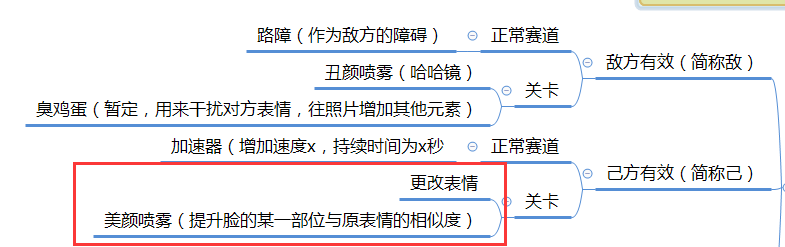 路障（作为敌方的障碍）
正常赛道
敌方有效（简称敌）
丑颜喷雾（哈哈镜）
关卡
臭鸡蛋（暂定，用来干扰对方表情，往照片增加其他元素）
加速器（增加速度x，持续时间为x秒
正常赛道
己方有效（简称己）
更改表情
关卡
美颜喷雾（提升脸的某一部位与原表情的相似度）